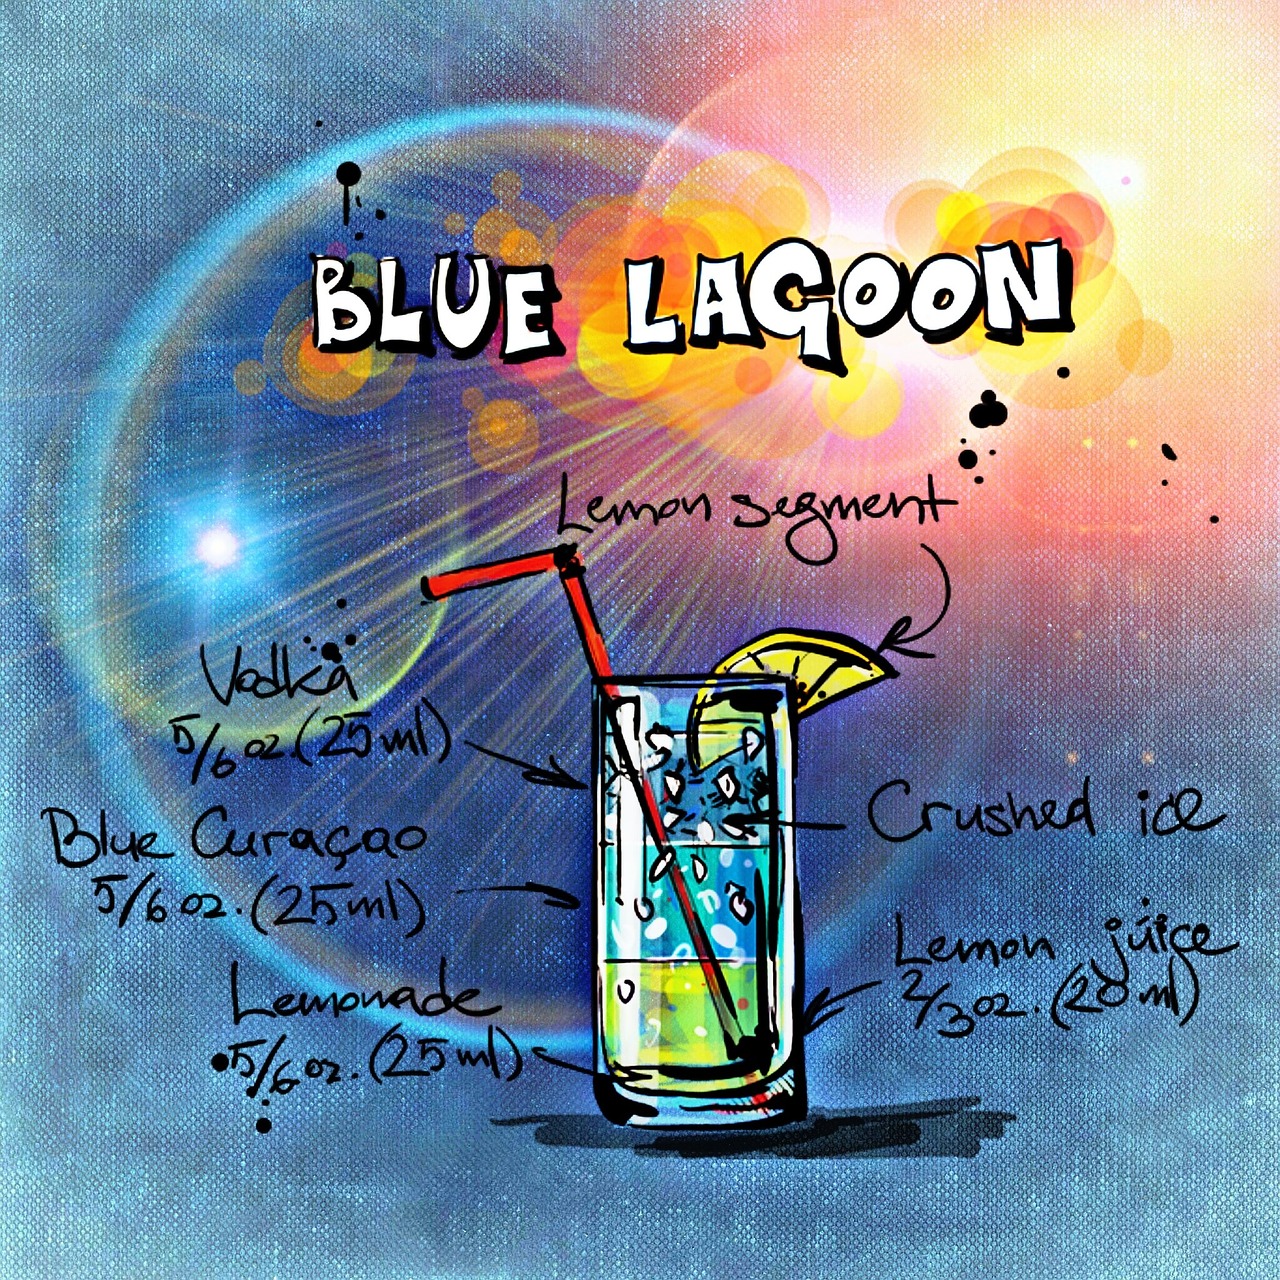 BLUE LAGOON
Lemon segment
Vodka
5/6 oz (25 ml)
Crushed ice
Blue Curaçao
5/6 oz. (25 ml)
Lemon juice
2/3 oz. (20 ml)
Lemonade
5/6 oz. (25 ml)